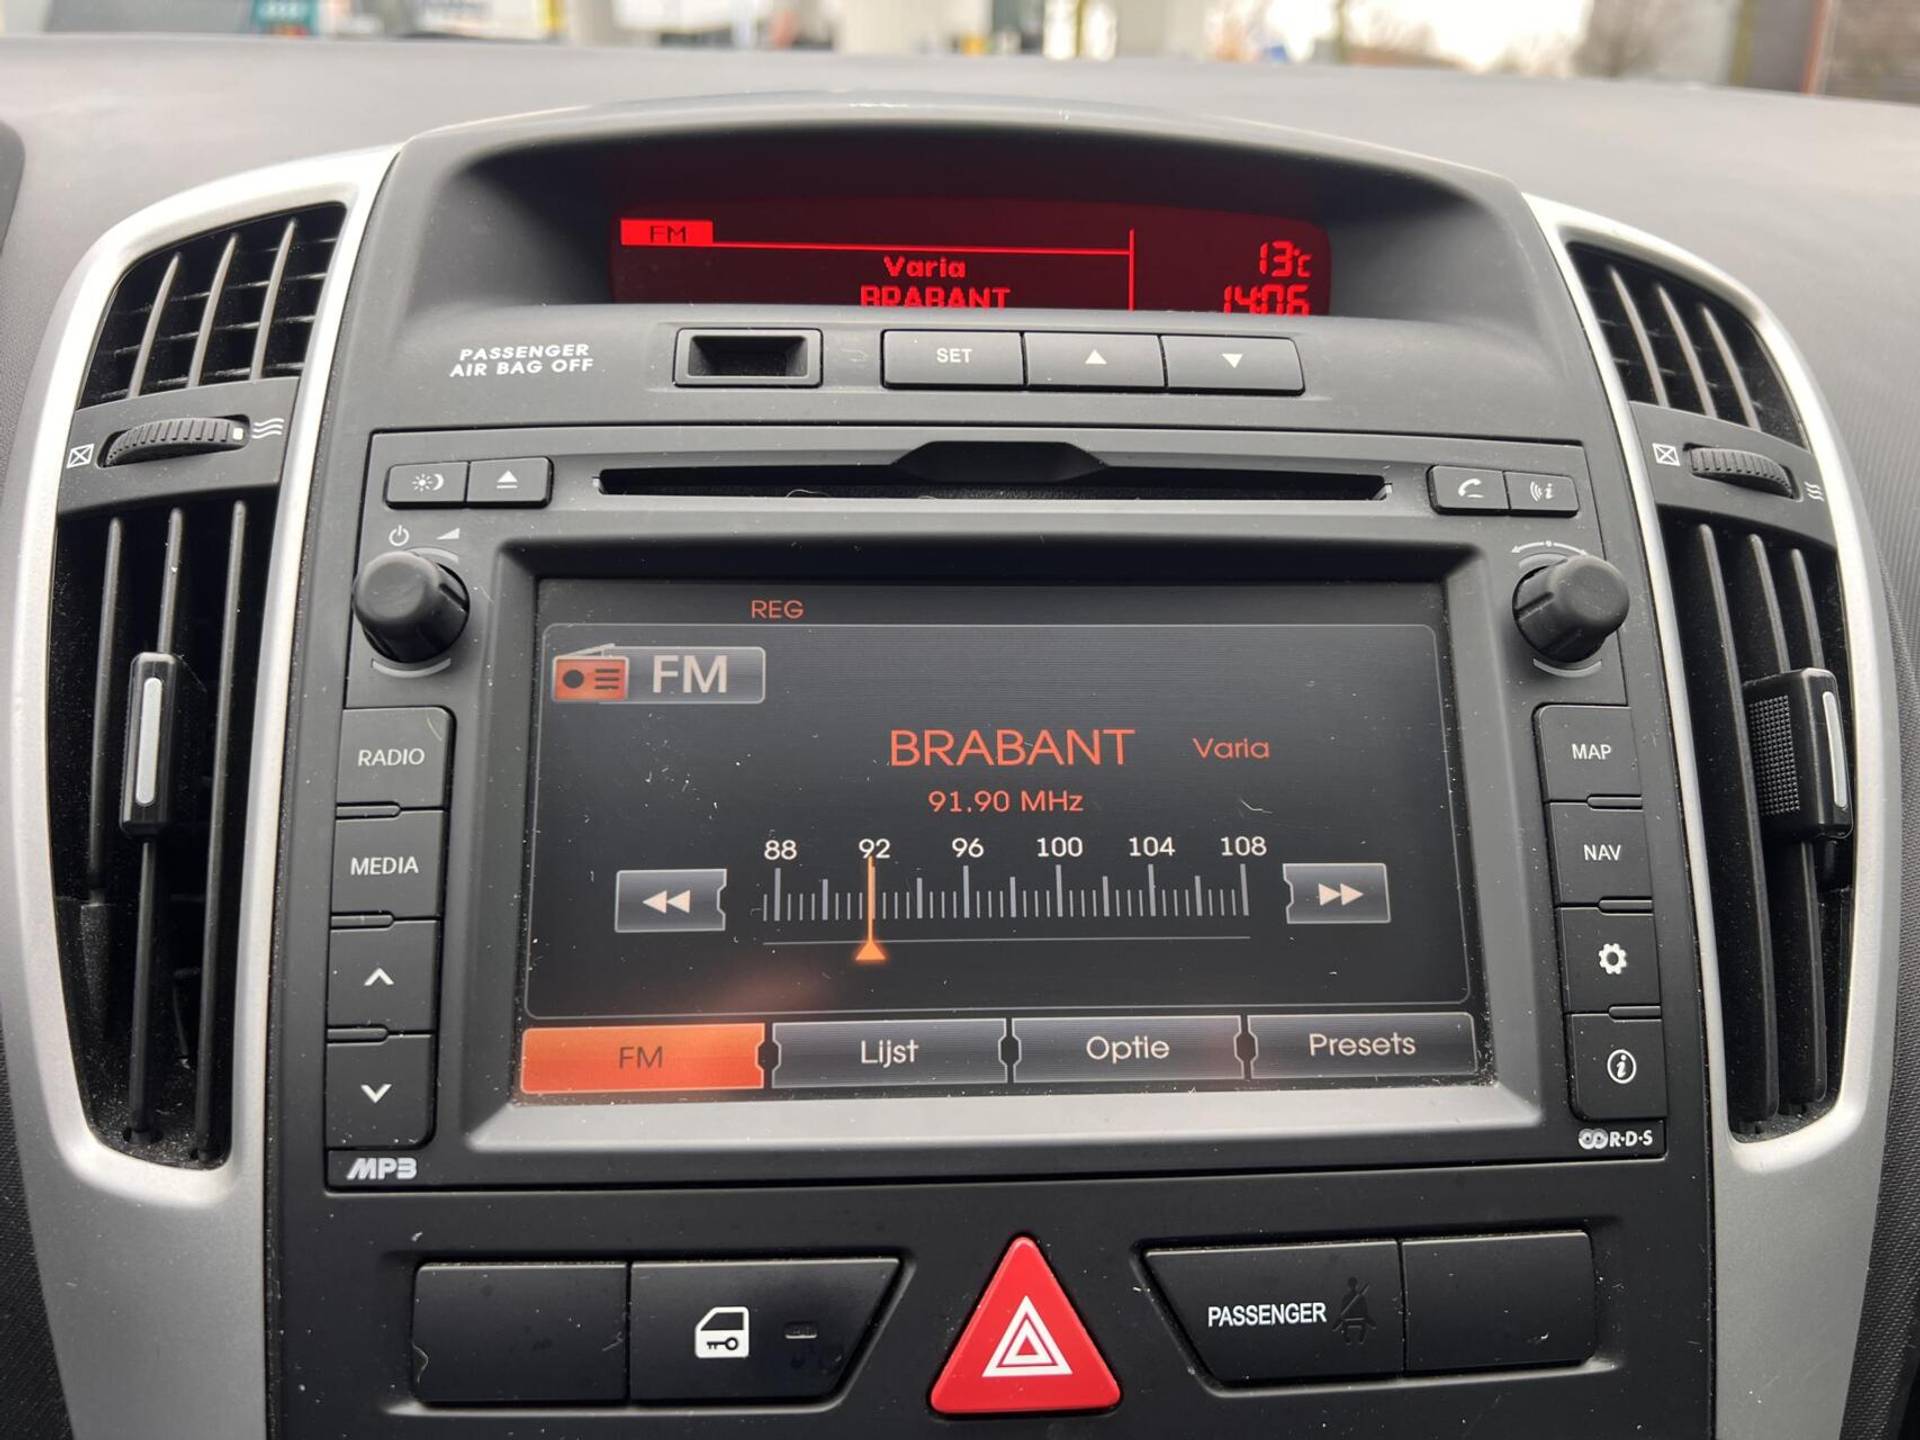 FM
Varia
13°C
BRABANT
14:06
PASSENGER
AIR BAG OFF
SET
REG
FM
BRABANT Varia
91.90 MHz
88 92 96 100 104 108
RADIO
MEDIA
MAP
NAV
FM Lijst Optie Presets
MP3
R·D·S
PASSENGER